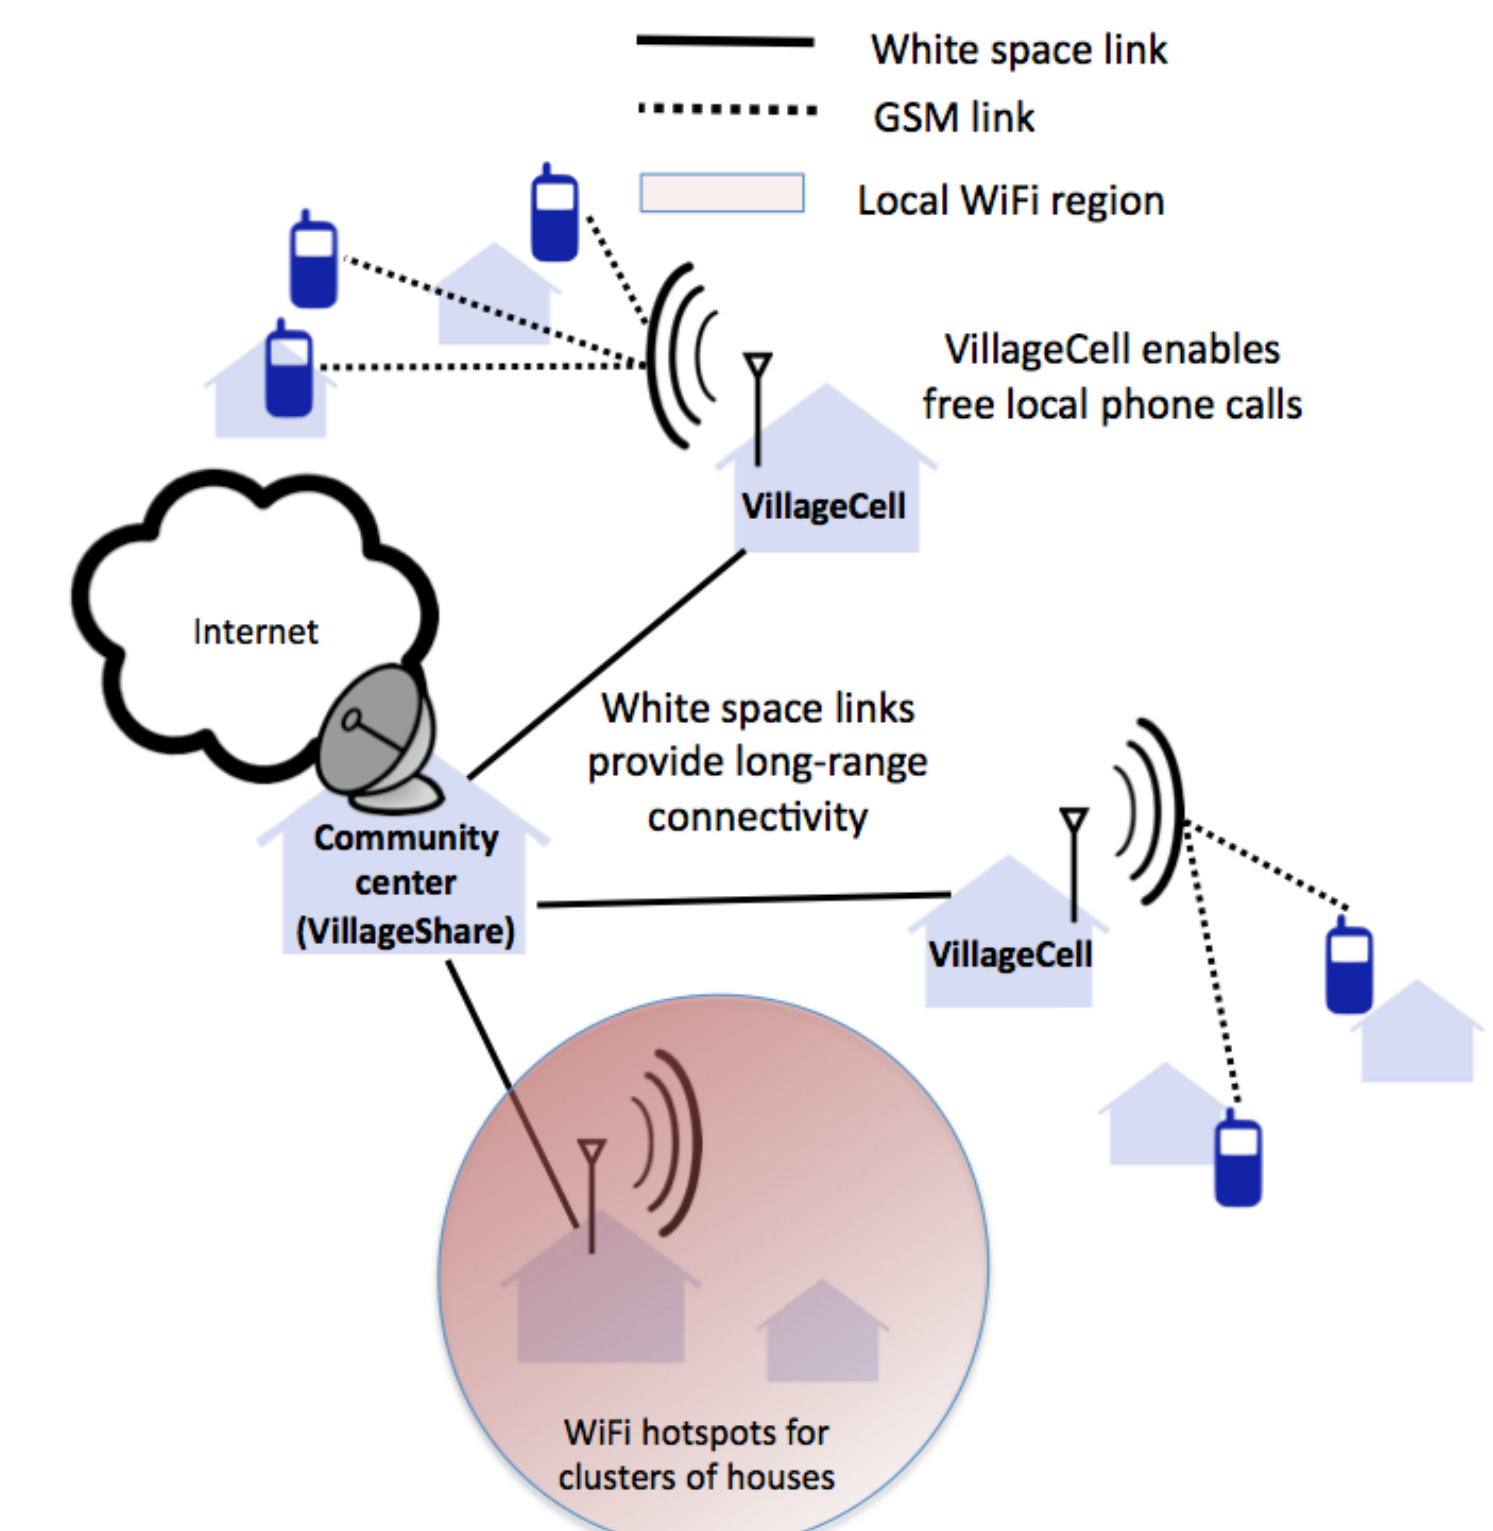 White space link
GSM link
Local WiFi region
VillageCell enables
free local phone calls
VillageCell
Internet
White space links
provide long-range
connectivity
Community
center
(VillageShare)
VillageCell
WiFi hotspots for
clusters of houses